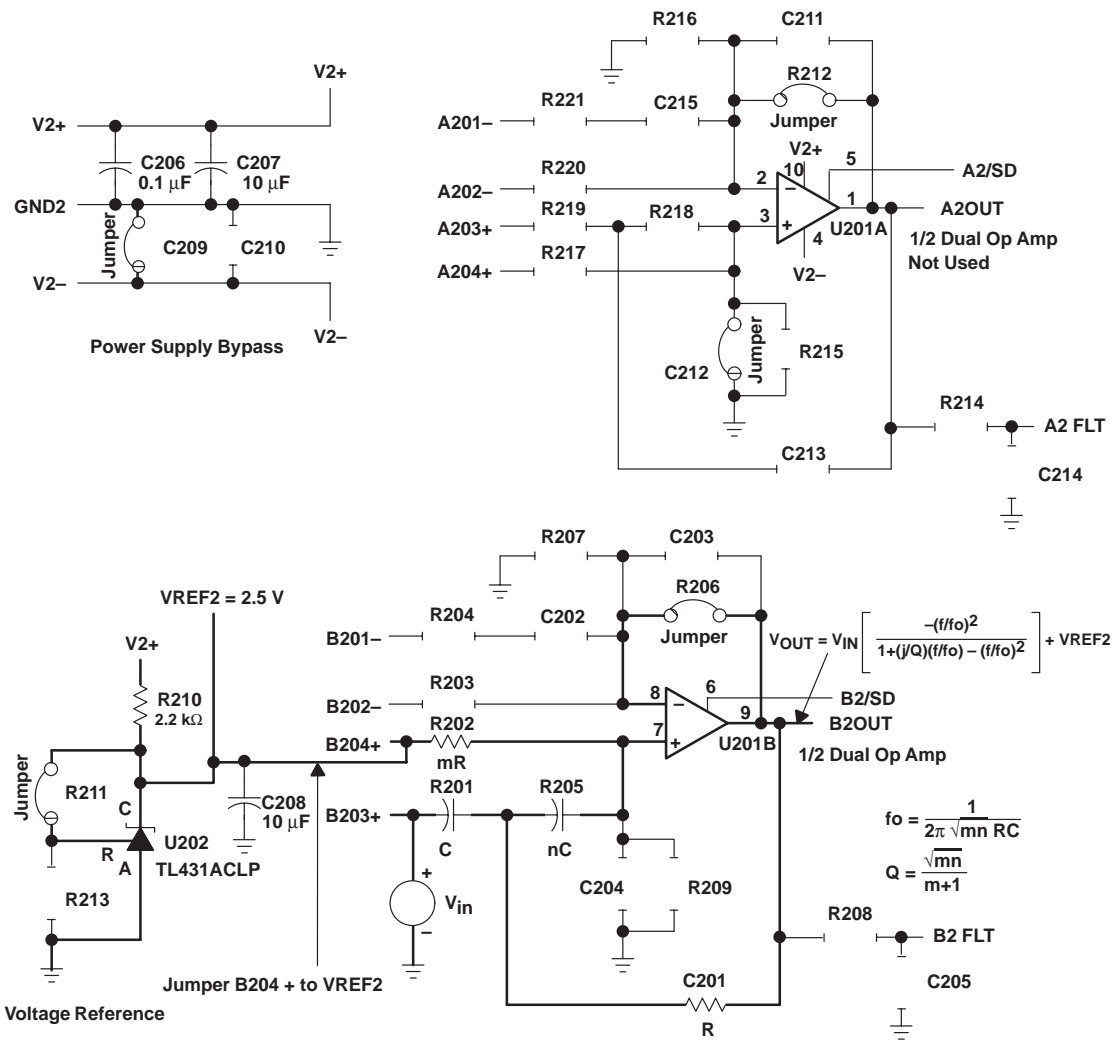 V2+
V2+
C206
0.1 μF
C207
10 μF
GND2
Jumper
C209
C210
V2–
V2–
Power Supply Bypass
R216
C211
R212
Jumper
R221
C215
A201–
V2+
10
5
A2/SD
R220
A202–
2
–
R219
R218
A203+
3
+
1
U201A
A2OUT
4
1/2 Dual Op Amp
Not Used
R217
A204+
V2–
Jumper
C212
R215
R214
A2 FLT
C213
C214
R207
C203
R206
Jumper
VREF2 = 2.5 V
R204
C202
B201–
VOUT = VIN [ –(f/fo)2 / 1+(j/Q)(f/fo) – (f/fo)2 ] + VREF2
V2+
R210
2.2 kΩ
R203
B202–
8
–
6
B2/SD
R202
B204+
mR
7
+
9
U201B
B2OUT
1/2 Dual Op Amp
Jumper
R211
C
U202
TL431ACLP
R
A
R213
C208
10 μF
R201
R205
B203+
C
nC
+
Vin
–
C204
R209
fo = 1 / 2π √mn RC
Q = √mn / m+1
R208
B2 FLT
C205
C201
R
Jumper B204 + to VREF2
Voltage Reference